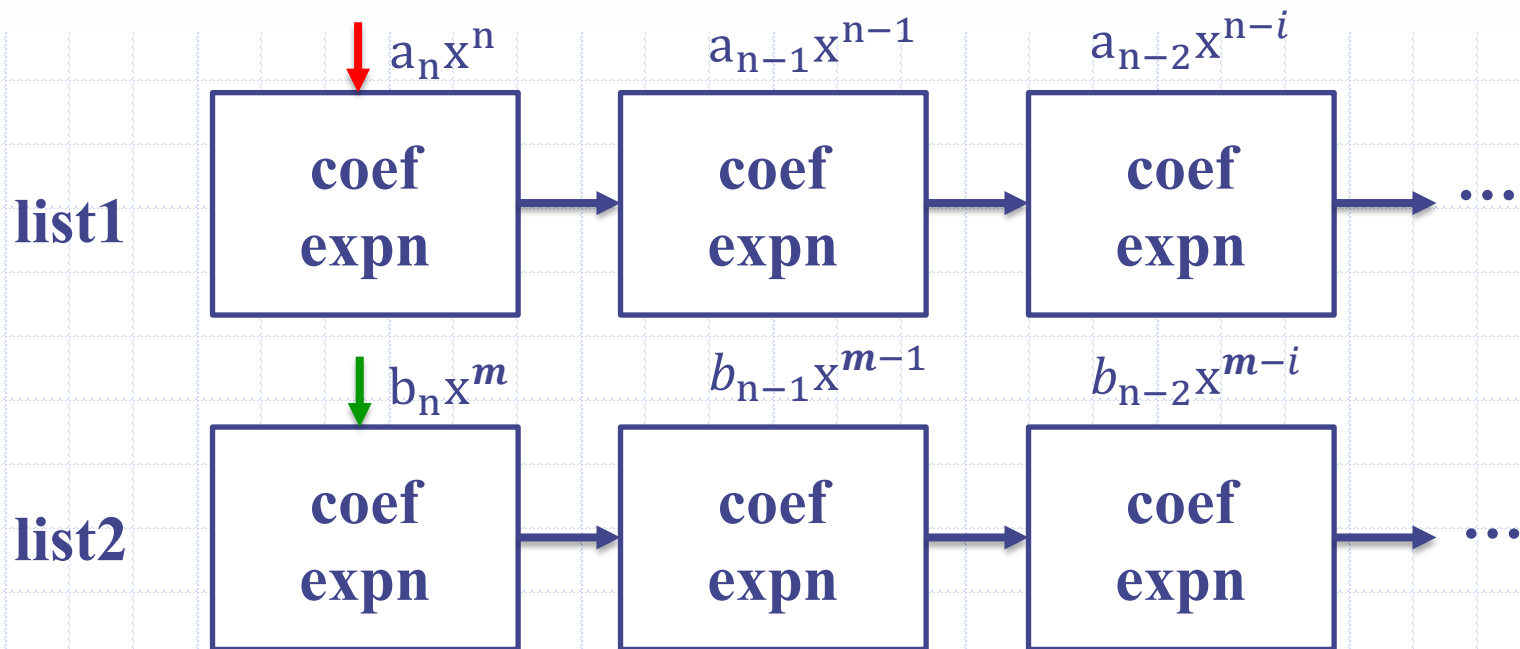 aₙxⁿ aₙ₋₁xⁿ⁻¹ aₙ₋₂xⁿ⁻ⁱ
list1
coef
expn
coef
expn
coef
expn
...
bₙxᵐ bₙ₋₁xᵐ⁻¹ bₙ₋₂xᵐ⁻ⁱ
list2
coef
expn
coef
expn
coef
expn
...